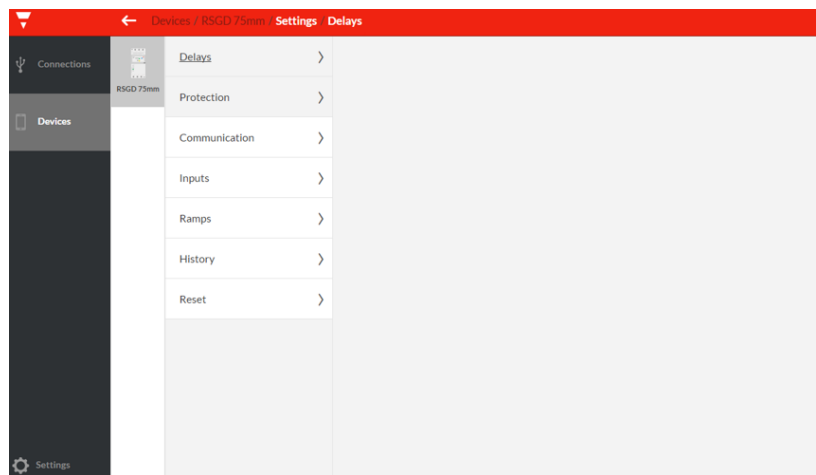 Devices / RSGD 75mm / Settings / Delays
Connections
Devices
Settings
RSGD 75mm
Delays
Protection
Communication
Inputs
Ramps
History
Reset